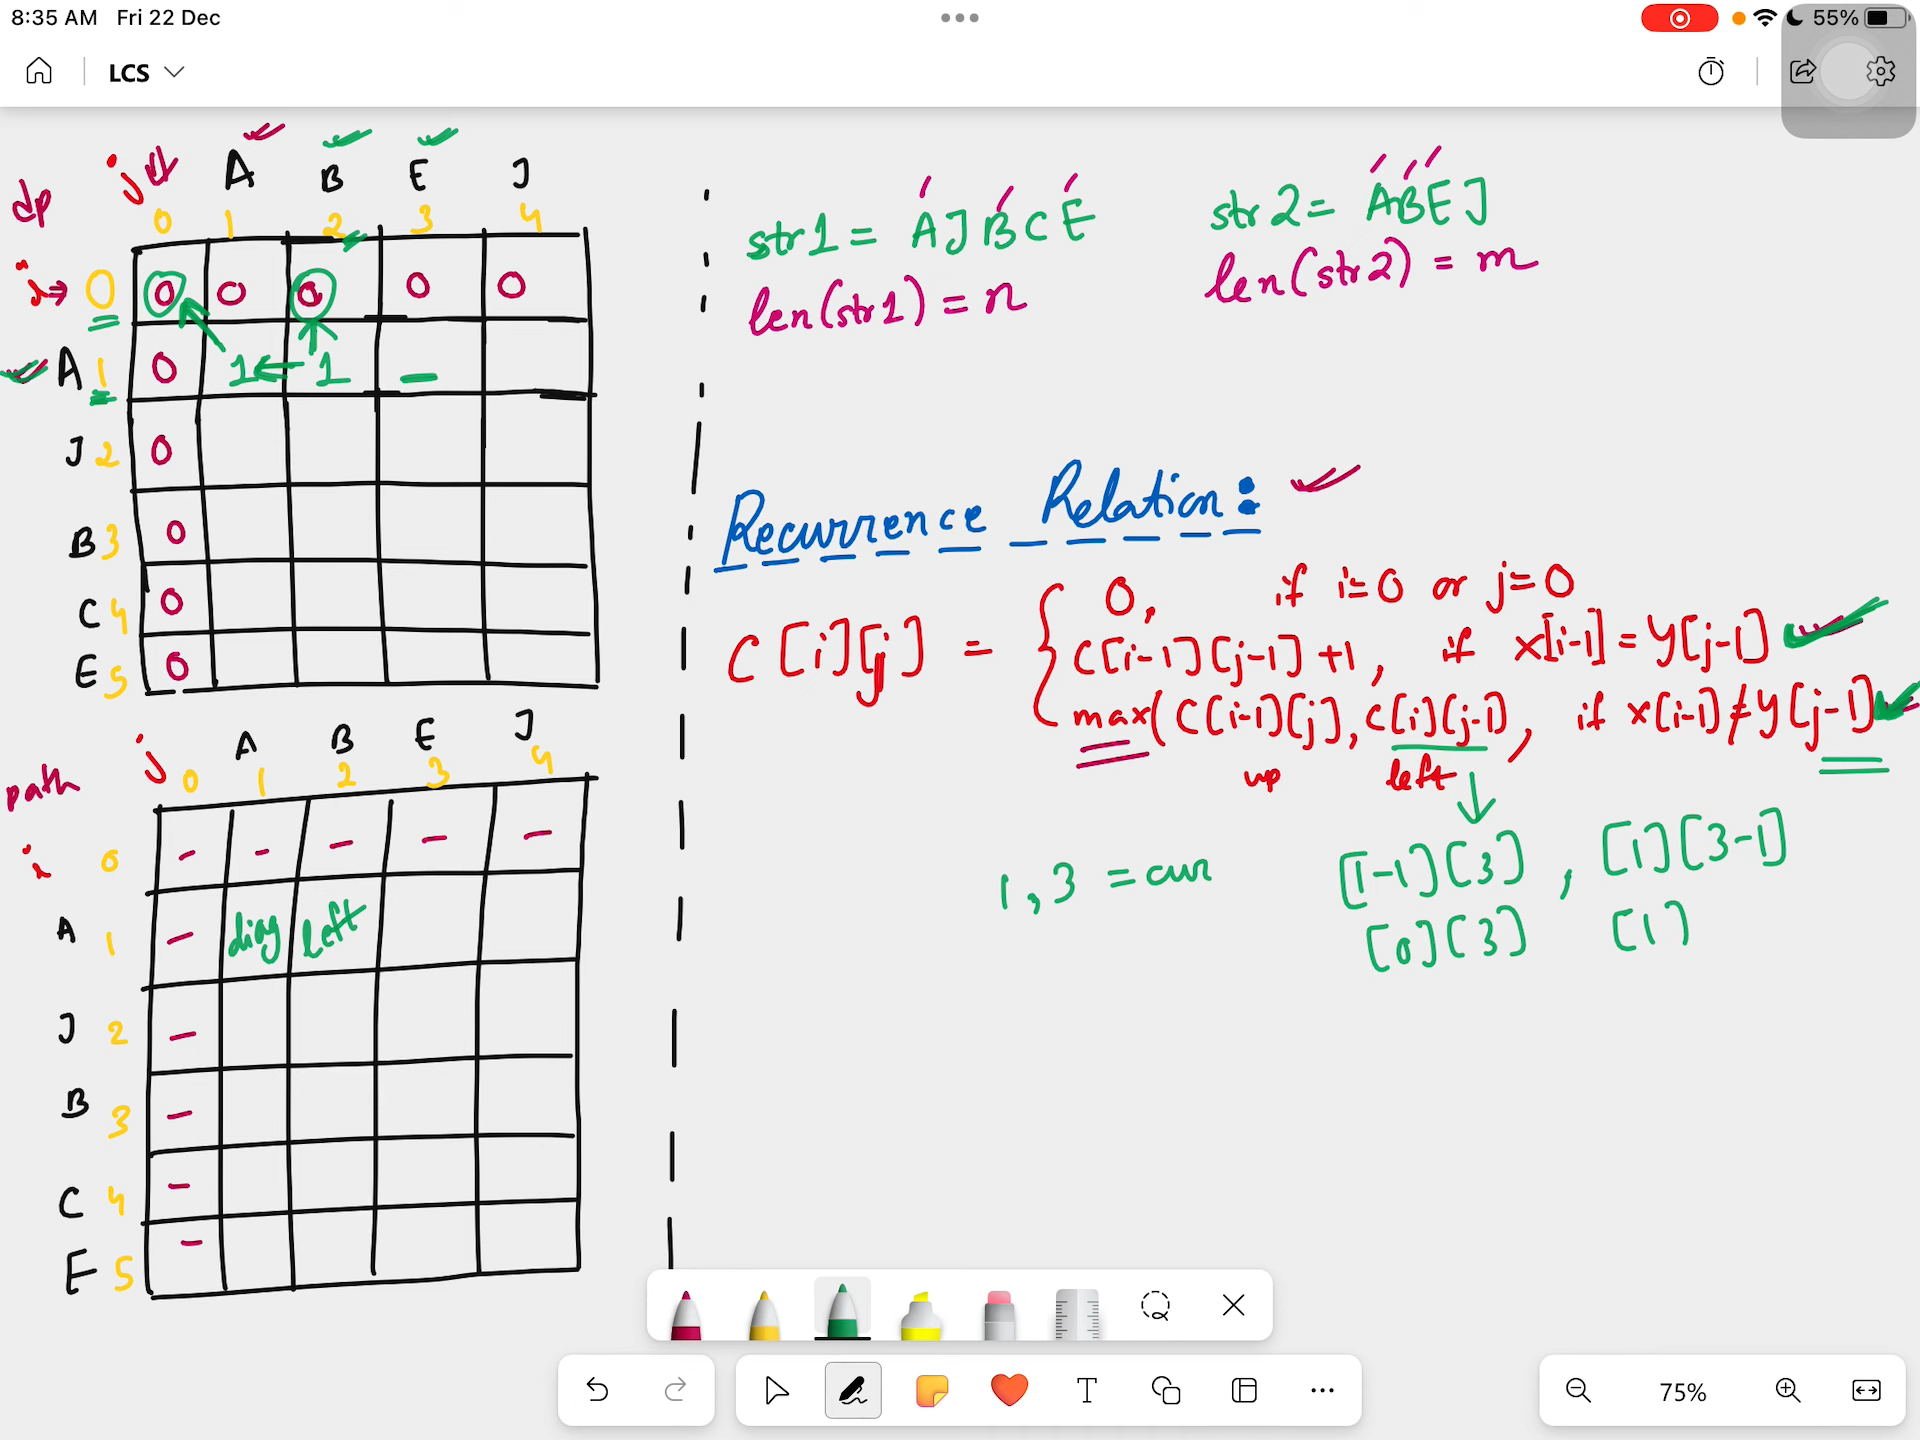 8:35 AM Fri 22 Dec
55%
LCS
dp
j A B E J
0 1 2 3 4
i→ 0 0 0 0 0 0
A 1 0 1 ← 1 –
J 2 0
B 3 0
C 4 0
E 5 0
path
j A B E J
0 1 2 3 4
i 0 - - - - -
A 1 - diag left
J 2 -
B 3 -
C 4 -
E 5 -
str1 = AJBCE
len(str1) = n
str2 = ABEJ
len(str2) = m
Recurrence Relation:
C[i][j] =
0, if i=0 or j=0
C[i-1][j-1] +1, if x[i-1] = y[j-1]
max(C[i-1][j], C[i][j-1), if x[i-1] ≠ y[j-1]
up left
1,3 = cur [1-1][3], [1][3-1]
[0][3] [1]
T
75%